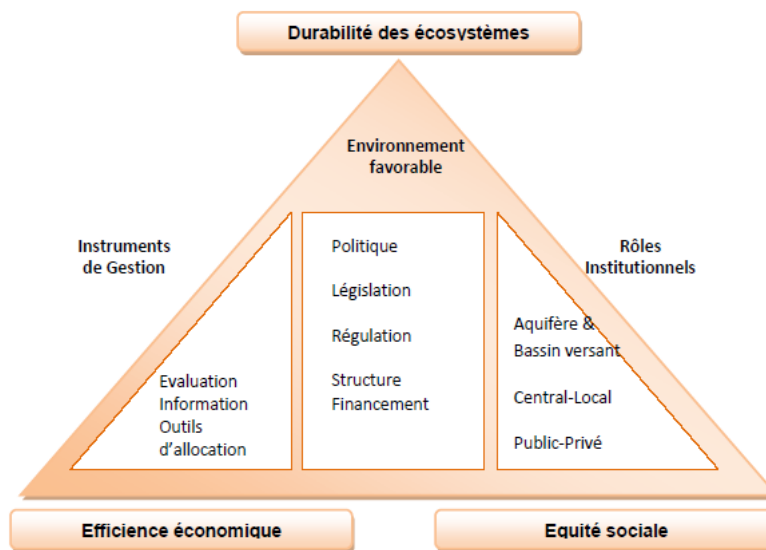 Durabilité des écosystèmes
Environnement
favorable
Instruments
de Gestion
Rôles
Institutionnels
Politique
Législation
Régulation
Structure
Financement
Evaluation
Information
Outils
d’allocation
Aquifère &
Bassin versant
Central-Local
Public-Privé
Efficience économique
Equité sociale